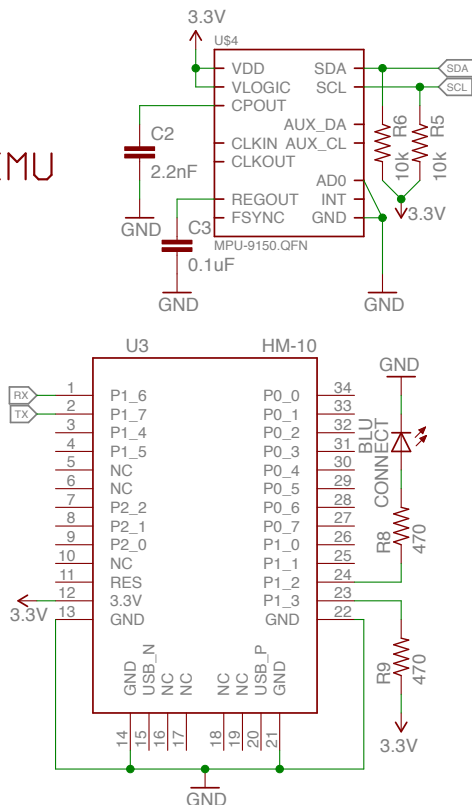 3.3V
U$4
VDD
VLOGIC
CPOUT
CLKIN
CLKOUT
REGOUT
FSYNC
SDA
SCL
AUX_DA
AUX_CL
AD0
INT
GND
MPU-9150.QFN
SDA
SCL
R6
10k
R5
10k
3.3V
C2
2.2nF
GND
C3
0.1uF
GND
GND
IMU
U3
HM-10
RX
TX
1 P1_6
2 P1_7
3 P1_4
4 P1_5
5 NC
6 NC
7 P2_2
8 P2_1
9 P2_0
10 NC
11 RES
12 3.3V
13 GND
3.3V
P0_0 34
P0_1 33
P0_2 32
P0_3 31
P0_4 30
P0_5 29
P0_6 28
P0_7 27
P1_0 26
P1_1 25
P1_2 24
P1_3 23
GND 22
GND 14
USB_N 15
NC 16
NC 17
NC 18
NC 19
USB_P 20
GND 21
GND
GND
BLU
CONNECT
R8
470
R9
470
3.3V